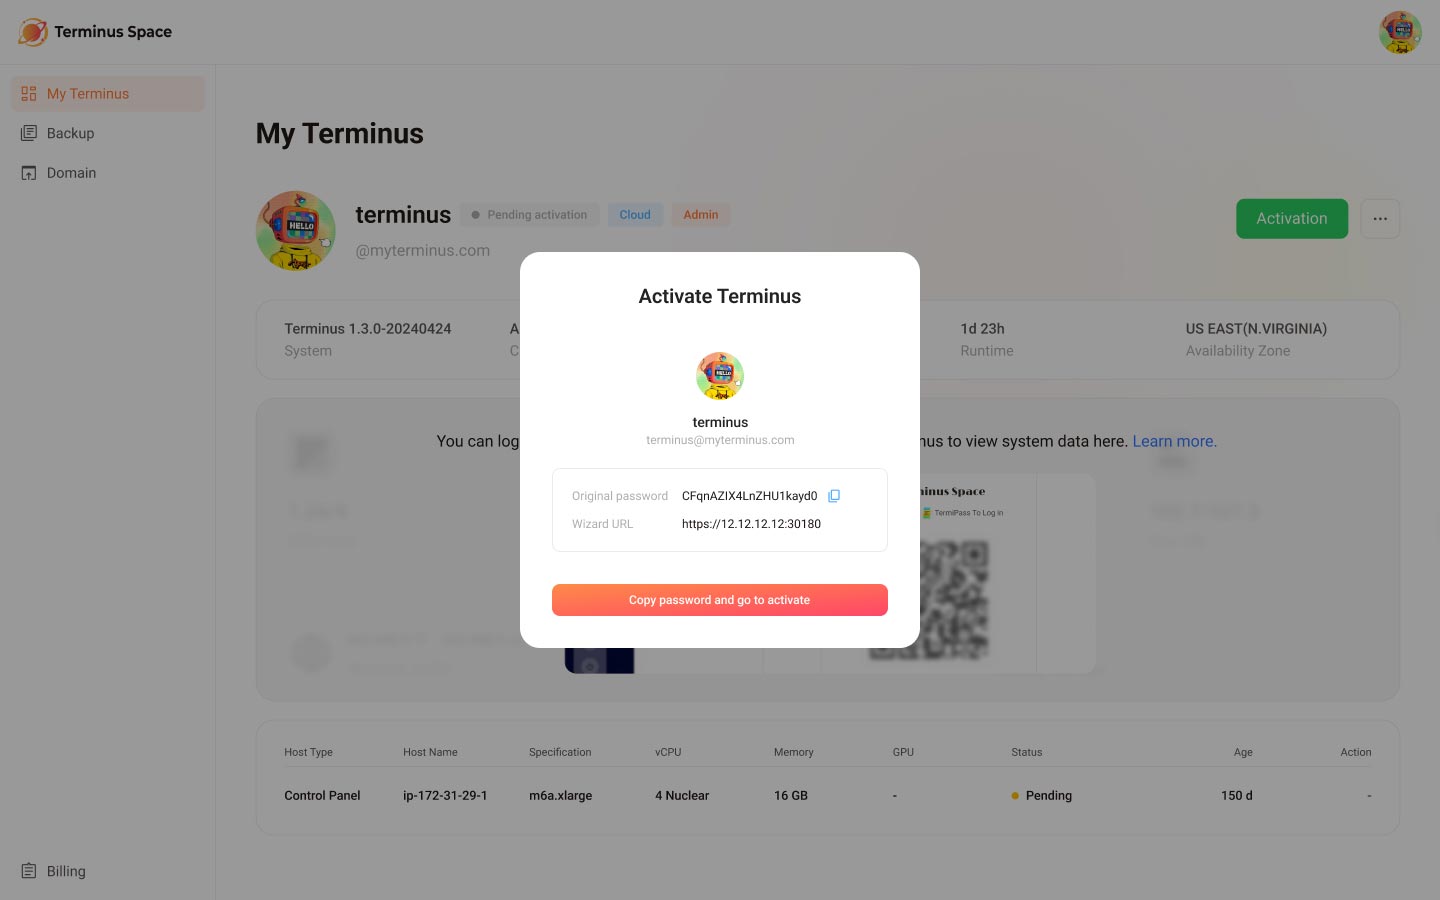 Terminus Space
My Terminus
Backup
Domain
Billing
My Terminus
HELLO
terminus
Pending activation
Cloud
Admin
@myterminus.com
Activation
Terminus 1.3.0-20240424
System
1d 23h
Runtime
US EAST(N.VIRGINIA)
Availability Zone
You can log
nus to view system data here. Learn more.
inus Space
TermiPass To Log in
Activate Terminus
HELLO
terminus
terminus@myterminus.com
Original password CFqnAZIX4LnZHU1kayd0
Wizard URL https://12.12.12.12:30180
Copy password and go to activate
Host Type Host Name Specification vCPU Memory GPU Status Age Action
Control Panel ip-172-31-29-1 m6a.xlarge 4 Nuclear 16 GB - Pending 150 d -